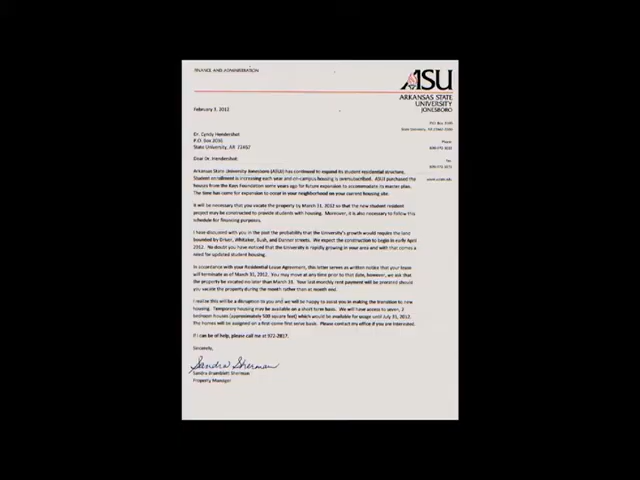 FINANCE AND ADMINISTRATION
ASU
ARKANSAS STATE
UNIVERSITY
JONESBORO
February 3, 2012
P.O. Box
State University, AR
Dr. Cyndy Hendershot
P.O. Box 2016
State University, AR 72467
Phone
Fax
Dear Dr. Hendershot:
Arkansas State University Jonesboro (ASUJ) has continued to expand its student residential structure.
Student enrollment is increasing each year and on-campus housing is oversubscribed. ASUJ purchased the
houses from the Rays Foundation some years ago for future expansion to accommodate its master plan.
The time has come for expansion to occur in your neighborhood on your current housing site.
It will be necessary that you vacate the property by March 31, 2012 so that the new student resident
project may be constructed to provide students with housing. Moreover, it is also necessary to follow this
schedule for financing purposes.
I have discussed with you in the past the probability that the University's growth would require the land
bounded by Driver, Whitaker, Rush, and Danner streets. We expect the construction to begin in early April
2012. No doubt you have noticed that the University is rapidly growing in your area and with that comes a
need for updated student housing.
In accordance with your Residential Lease Agreement, this letter serves as written notice that your lease
will terminate as of March 31, 2012. You may move at any time prior to that date, however, we ask that
the property be vacated no later than March 31. Your last monthly rent payment will be prorated should
you vacate the property during the month rather than at month end.
I realize this will be a disruption to you and we will be happy to assist you in making the transition to new
housing. Temporary housing may be available on a short term basis. We will have access to seven, 2
bedroom houses (approximately 500 square feet) which would be available for usage until July 31, 2012.
The homes will be assigned on a first come first serve basis. Please contact my office if you are interested.
If I can be of help, please call me at 972-2017.
Sincerely,
Sandra Sherman
Sandra Bramblett Sherman
Property Manager